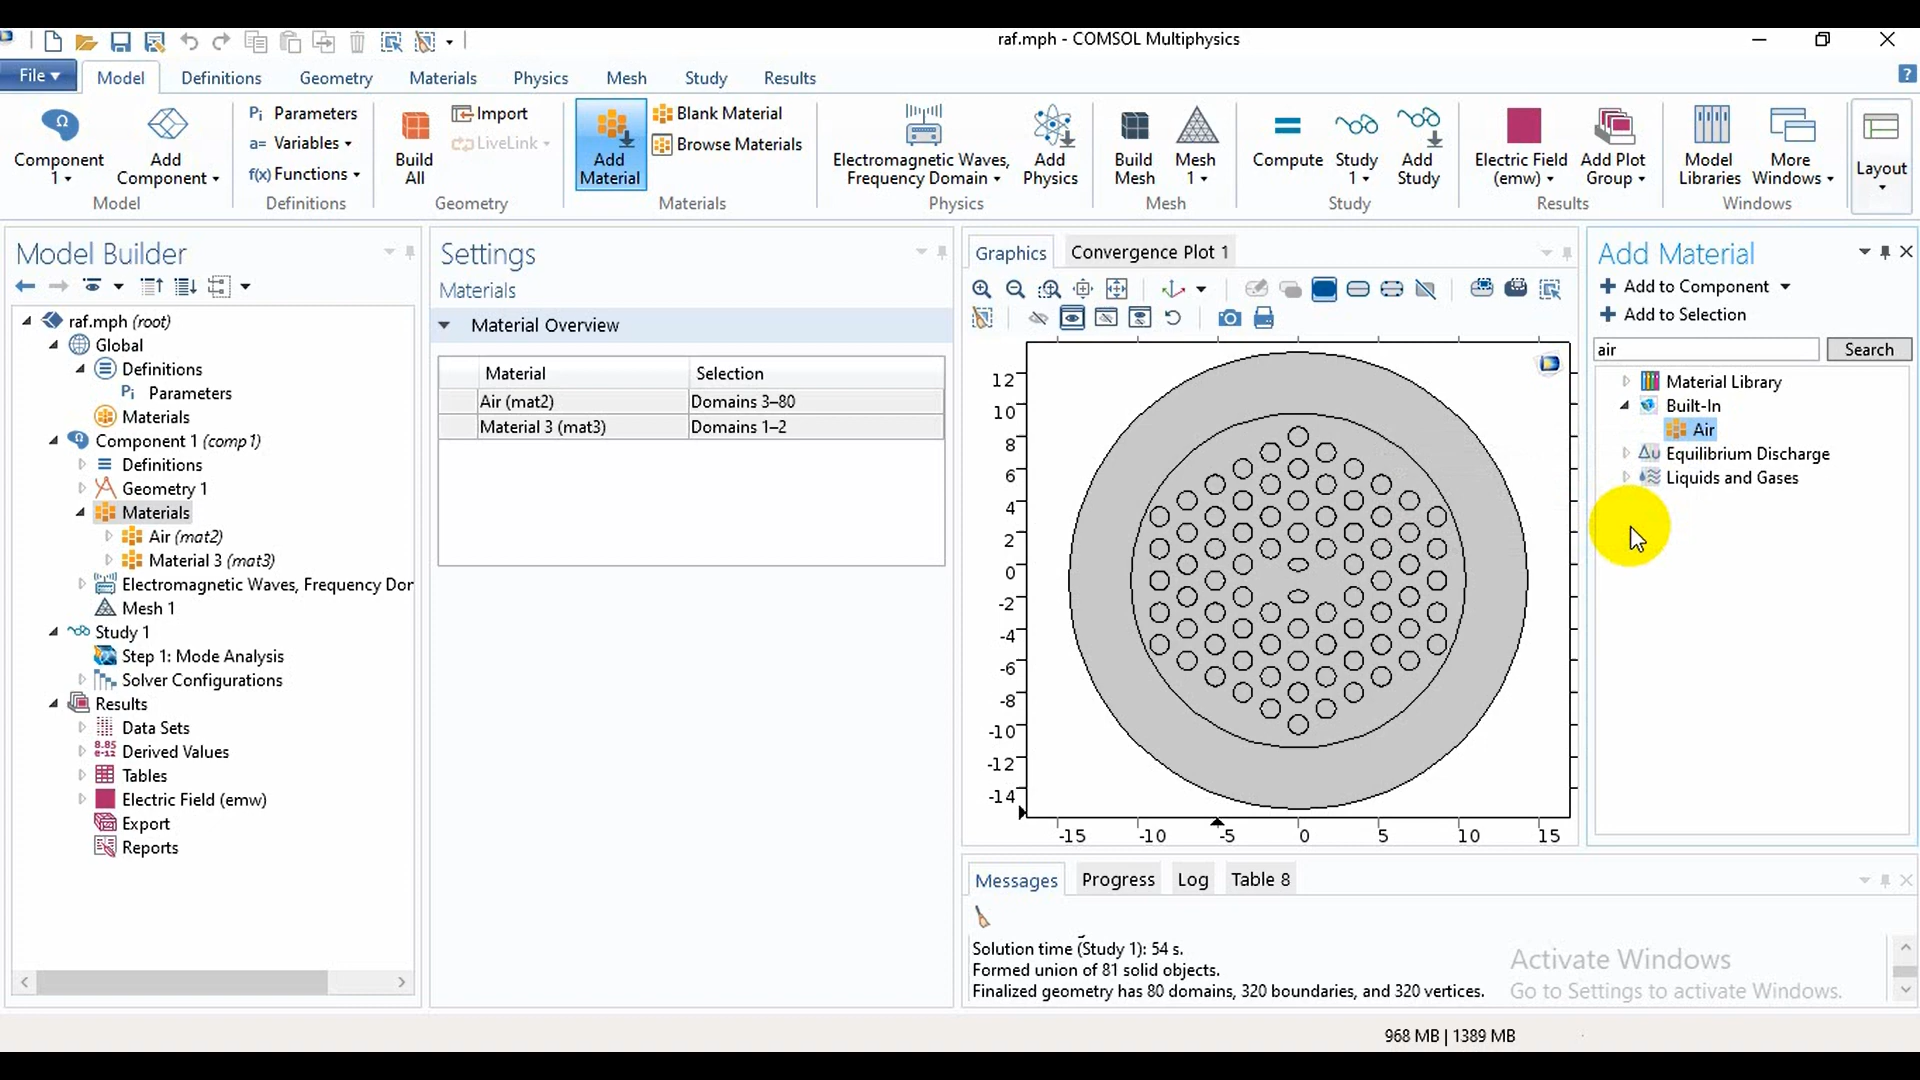 raf.mph - COMSOL Multiphysics
File
Model
Definitions
Geometry
Materials
Physics
Mesh
Study
Results
Component 1
Add Component
Model
Pi Parameters
a= Variables
f(x) Functions
Definitions
Build All
Import
LiveLink
Geometry
Add Material
Blank Material
Browse Materials
Materials
Electromagnetic Waves, Frequency Domain
Add Physics
Physics
Build Mesh
Mesh 1
Mesh
Compute
Study 1
Add Study
Study
Electric Field (emw)
Add Plot Group
Results
Model Libraries
More Windows
Windows
Layout
Model Builder
raf.mph (root)
Global
Definitions
Pi Parameters
Materials
Component 1 (comp1)
Definitions
Geometry 1
Materials
Air (mat2)
Material 3 (mat3)
Electromagnetic Waves, Frequency Dor
Mesh 1
Study 1
Step 1: Mode Analysis
Solver Configurations
Results
Data Sets
8.85 e-12 Derived Values
Tables
Electric Field (emw)
Export
Reports
Settings
Materials
Material Overview
Material Selection
Air (mat2) Domains 3–80
Material 3 (mat3) Domains 1–2
Graphics
Convergence Plot 1
12
10
8
6
4
2
0
-2
-4
-6
-8
-10
-12
-14
-15 -10 -5 0 5 10 15
Messages
Progress
Log
Table 8
Solution time (Study 1): 54 s.
Formed union of 81 solid objects.
Finalized geometry has 80 domains, 320 boundaries, and 320 vertices.
Add Material
+ Add to Component
+ Add to Selection
air
Search
Material Library
Built-In
Air
Δu Equilibrium Discharge
Liquids and Gases
Activate Windows
Go to Settings to activate Windows.
968 MB | 1389 MB